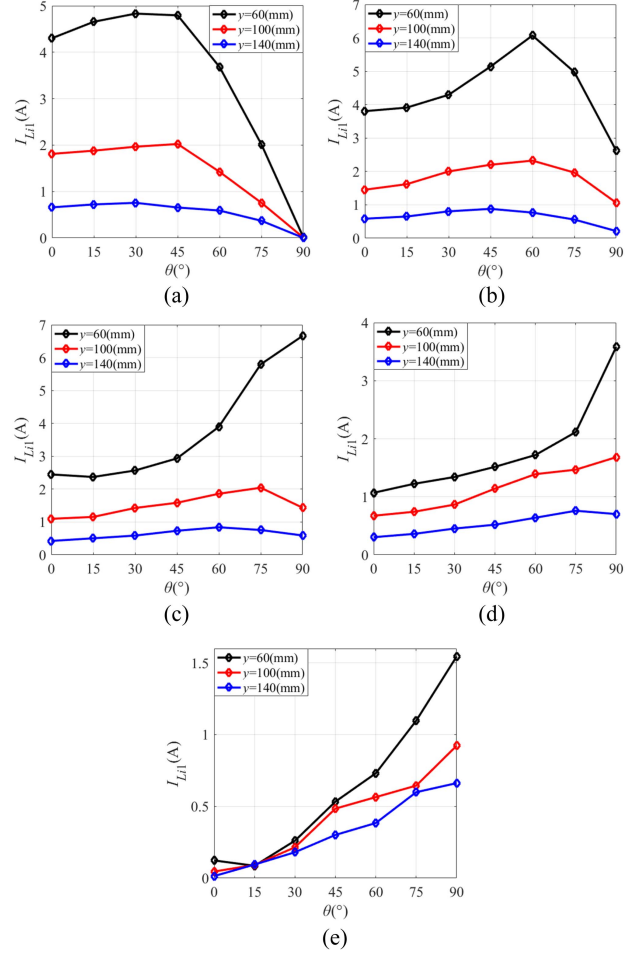 5
4
3
2
1
0
I_Li1(A)
y=60(mm)
y=100(mm)
y=140(mm)
0 15 30 45 60 75 90
θ(°)
(a)
7
6
5
4
3
2
1
0
I_Li1(A)
y=60(mm)
y=100(mm)
y=140(mm)
0 15 30 45 60 75 90
θ(°)
(b)
7
6
5
4
3
2
1
0
I_Li1(A)
y=60(mm)
y=100(mm)
y=140(mm)
0 15 30 45 60 75 90
θ(°)
(c)
4
3
2
1
0
I_Li1(A)
y=60(mm)
y=100(mm)
y=140(mm)
0 15 30 45 60 75 90
θ(°)
(d)
1.5
1
0.5
0
I_Li1(A)
y=60(mm)
y=100(mm)
y=140(mm)
0 15 30 45 60 75 90
θ(°)
(e)